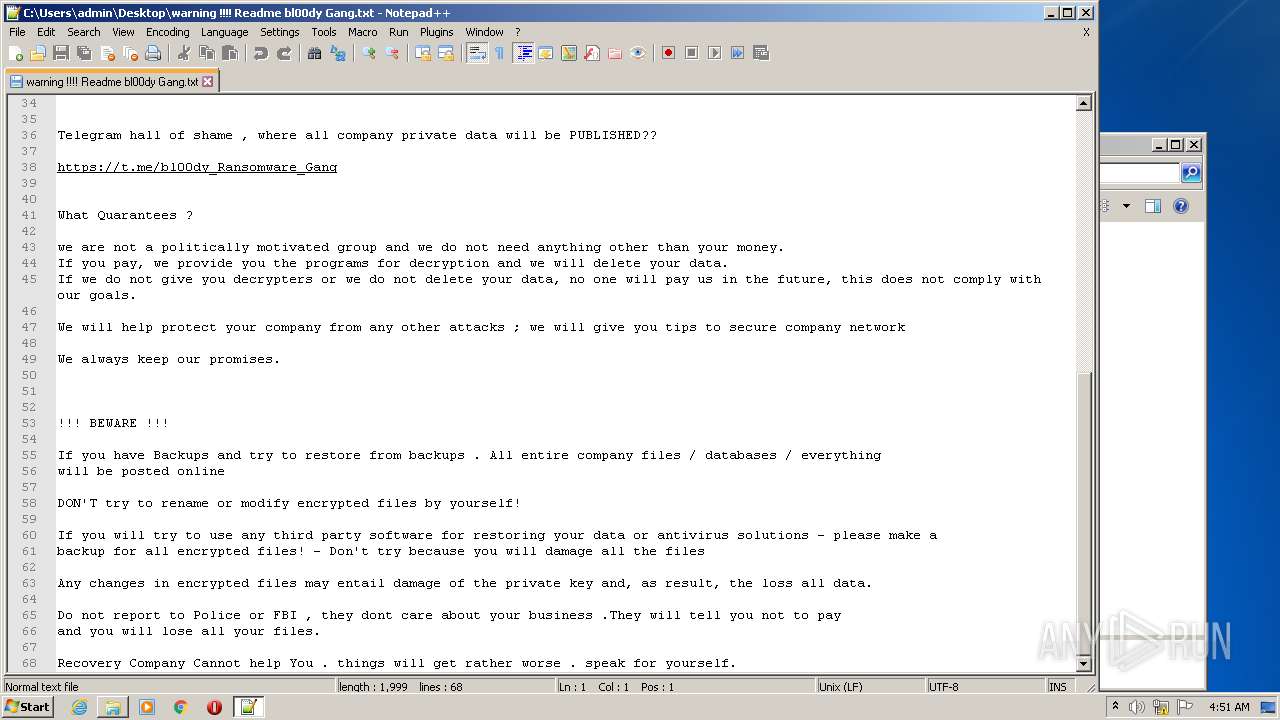 C:\Users\admin\Desktop\warning !!!! Readme bl00dy Gang.txt - Notepad++
File Edit Search View Encoding Language Settings Tools Macro Run Plugins Window ? X
warning !!!! Readme bl00dy Gang.txt
34
35
36 Telegram hall of shame , where all company private data will be PUBLISHED??
37
38 https://t.me/bl00dy_Ransomware_Gang
39
40
41 What Quarantees ?
42
43 we are not a politically motivated group and we do not need anything other than your money.
44 If you pay, we provide you the programs for decryption and we will delete your data.
45 If we do not give you decrypters or we do not delete your data, no one will pay us in the future, this does not comply with
our goals.
46
47 We will help protect your company from any other attacks ; we will give you tips to secure company network
48
49 We always keep our promises.
50
51
52
53 !!! BEWARE !!!
54
55 If you have Backups and try to restore from backups . All entire company files / databases / everything
56 will be posted online
57
58 DON'T try to rename or modify encrypted files by yourself!
59
60 If you will try to use any third party software for restoring your data or antivirus solutions - please make a
61 backup for all encrypted files! - Don't try because you will damage all the files
62
63 Any changes in encrypted files may entail damage of the private key and, as result, the loss all data.
64
65 Do not report to Police or FBI , they dont care about your business .They will tell you not to pay
66 and you will lose all your files.
67
68 Recovery Company Cannot help You . things will get rather worse . speak for yourself.
ANY RUN
Normal text file length : 1,999 lines : 68 Ln : 1 Col : 1 Pos : 1 Unix (LF) UTF-8 INS
Start 4:51 AM